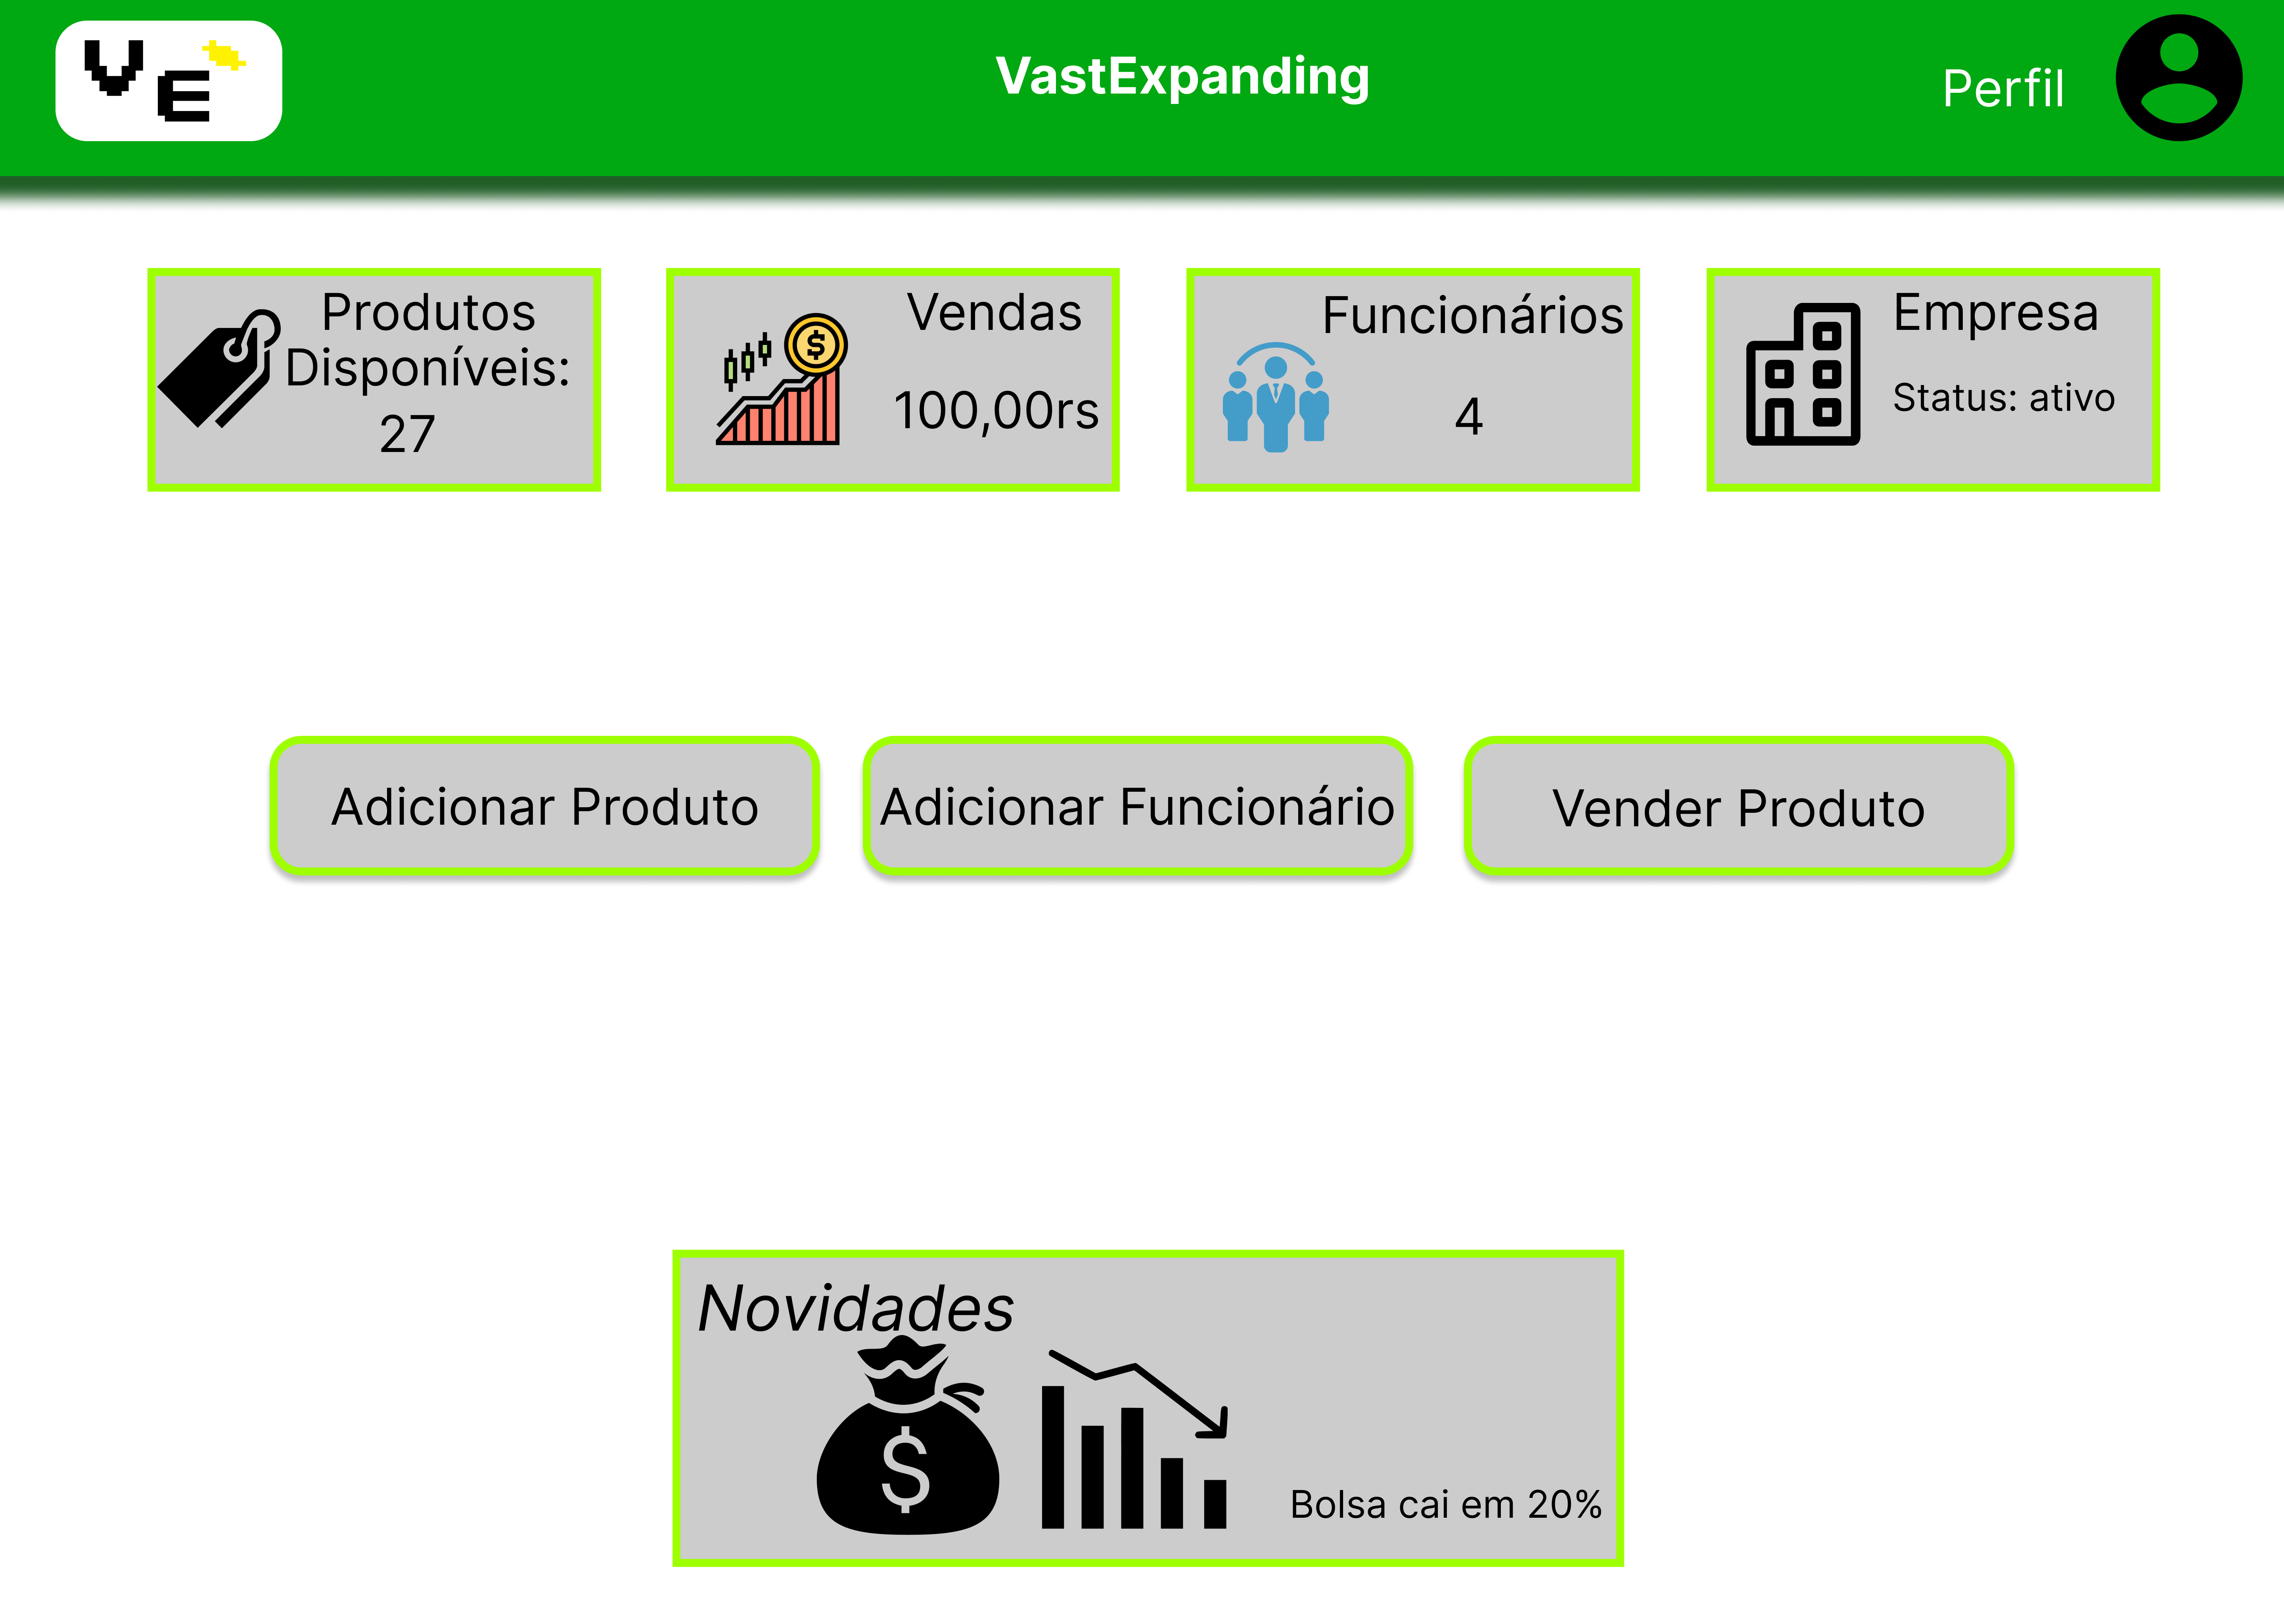 VE
VastExpanding
Perfil
Produtos
Disponíveis:
27
Vendas
100,00rs
Funcionários
4
Empresa
Status: ativo
Adicionar Produto
Adicionar Funcionário
Vender Produto
Novidades
$
Bolsa cai em 20%